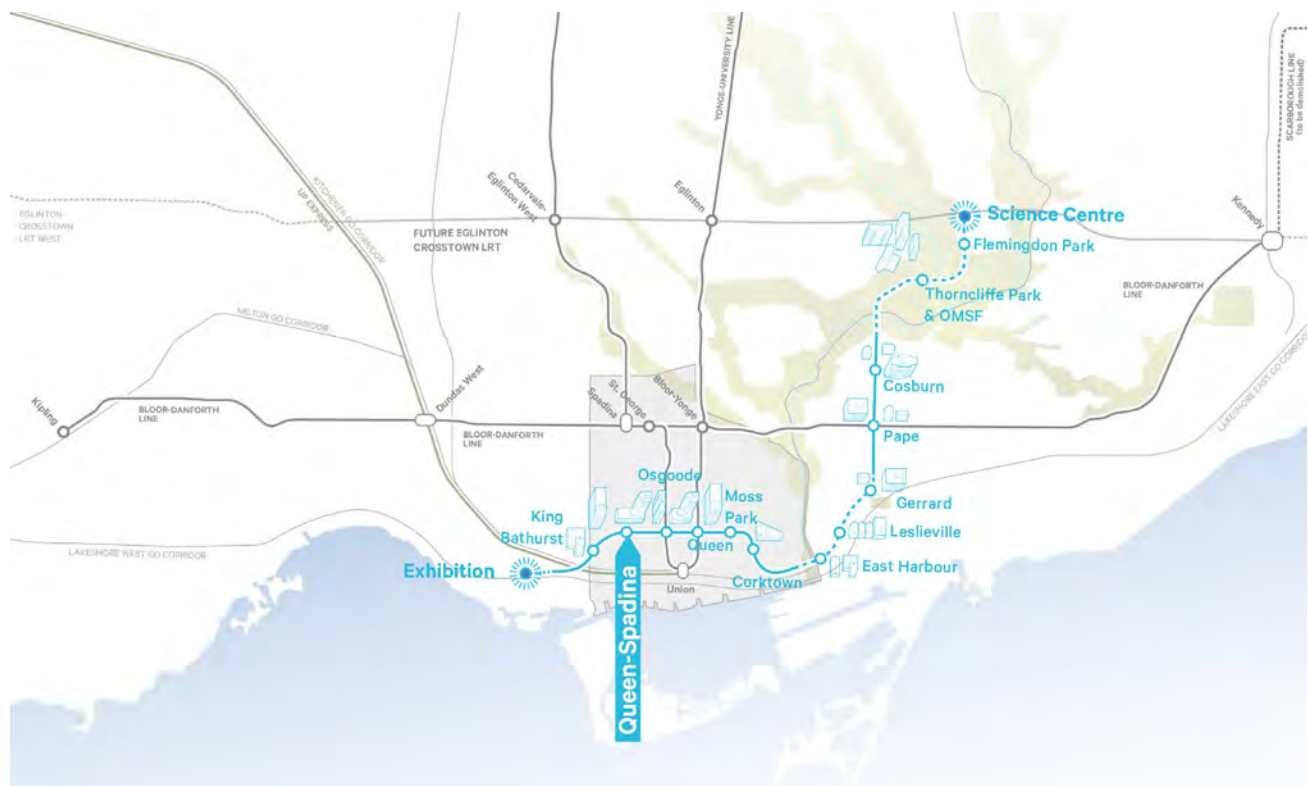 YONGE-UNIVERSITY LINE
SCARBOROUGH LINE
(to be demolished)
KITCHENER GO CORRIDOR
UP EXPRESS
Cedarvale-
Eglinton West
Eglinton
Science Centre
Kennedy
EGLINTON
CROSSTOWN
LRT WEST
FUTURE EGLINTON
CROSSTOWN LRT
Flemingdon Park
BLOOR-DANFORTH
LINE
Thorncliffe Park
& OMSF
MILTON GO CORRIDOR
LAKESHORE EAST GO CORRIDOR
Cosburn
Kipling
Dundas West
St. George
Spadina
Bloor-Yonge
BLOOR-DANFORTH
LINE
BLOOR-DANFORTH
LINE
Pape
Osgoode
Moss
Park
Gerrard
King
Bathurst
Queen
Leslieville
LAKESHORE WEST GO CORRIDOR
Exhibition
East Harbour
Corktown
Union
Queen-Spadina